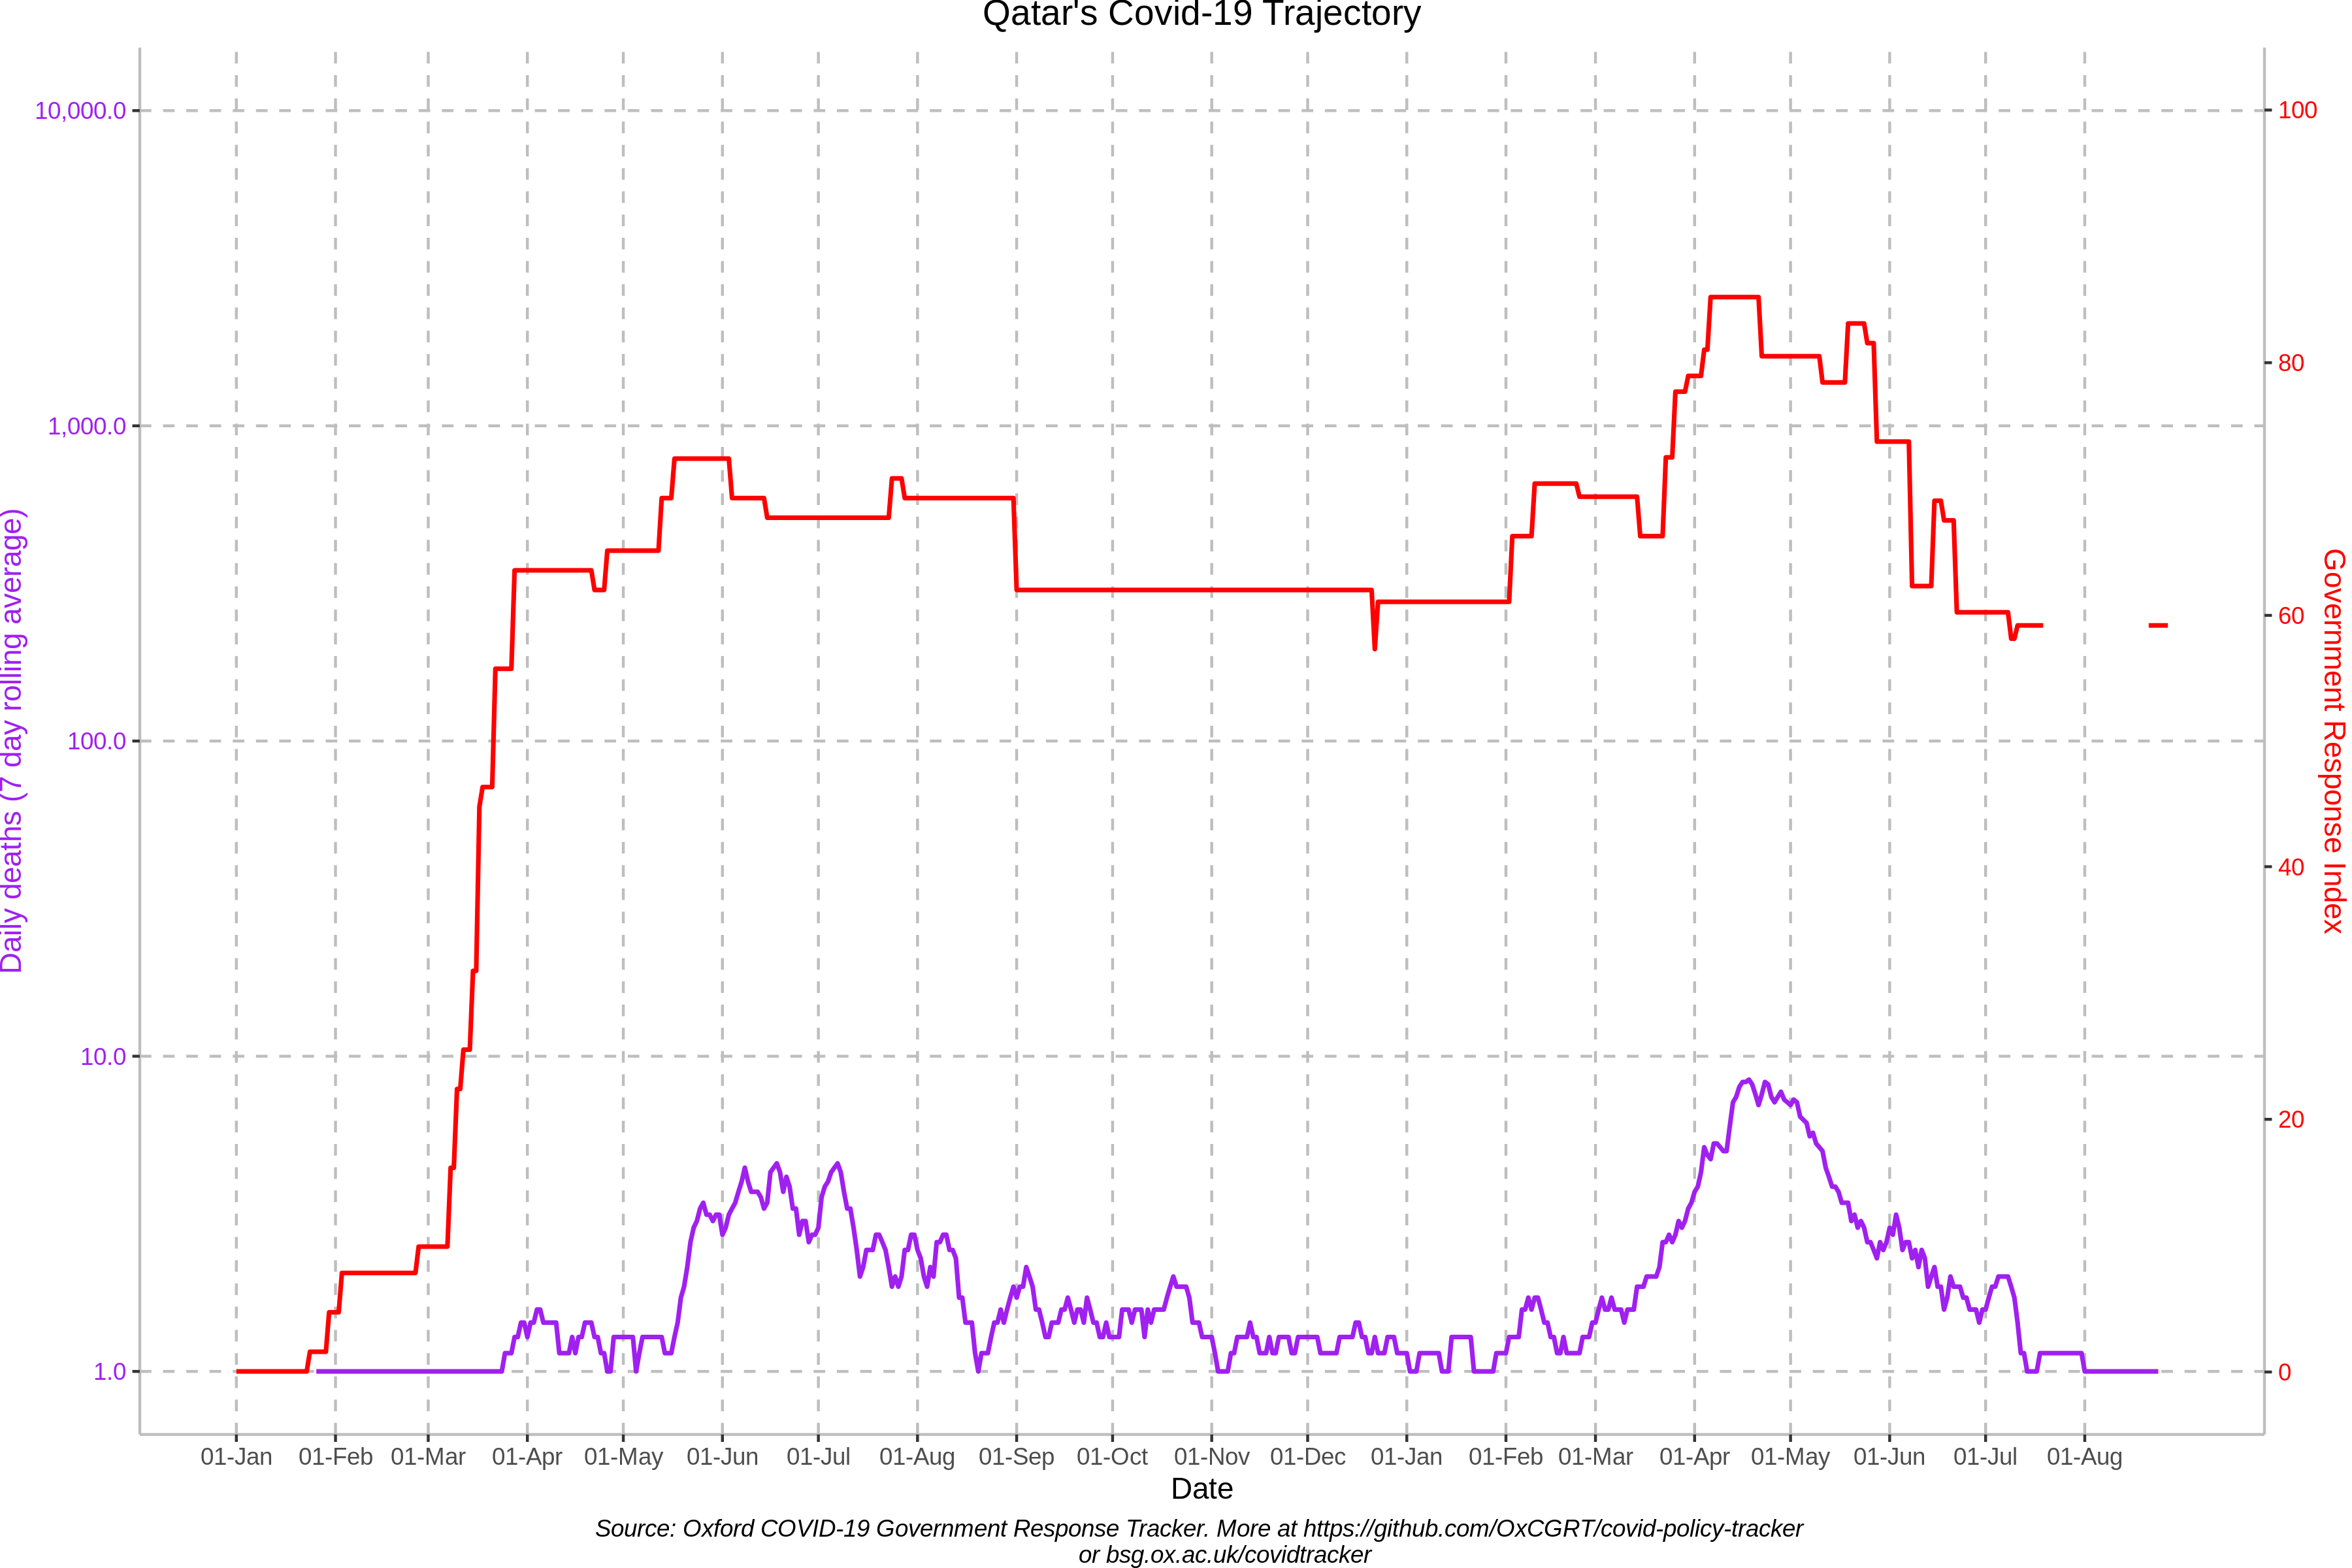 Qatar's Covid-19 Trajectory
10,000.0
1,000.0
100.0
10.0
1.0
Daily deaths (7 day rolling average)
100
80
60
40
20
0
Government Response Index
01-Jan 01-Feb 01-Mar 01-Apr 01-May 01-Jun 01-Jul 01-Aug 01-Sep 01-Oct 01-Nov 01-Dec 01-Jan 01-Feb 01-Mar 01-Apr 01-May 01-Jun 01-Jul 01-Aug
Date
Source: Oxford COVID-19 Government Response Tracker. More at https://github.com/OxCGRT/covid-policy-tracker
or bsg.ox.ac.uk/covidtracker